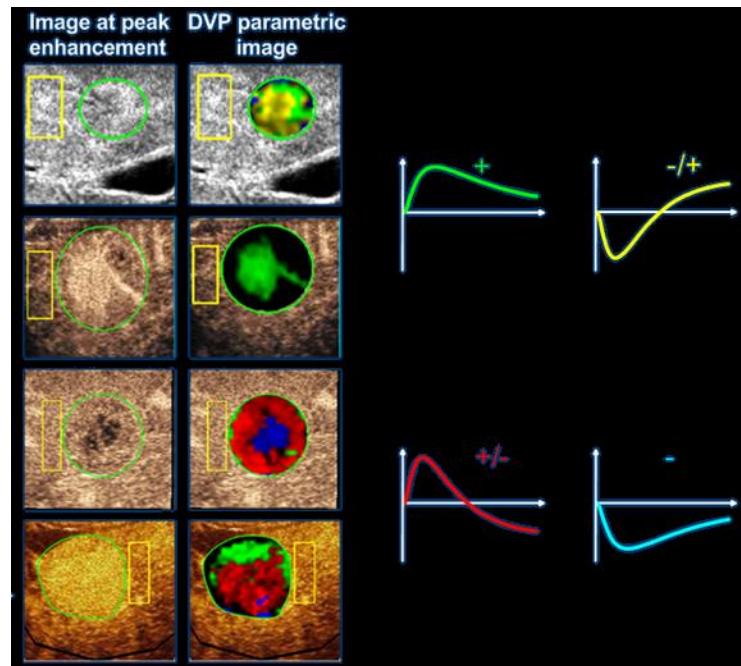 Image at peak
enhancement
DVP parametric
image
+
-/+
+/-
-